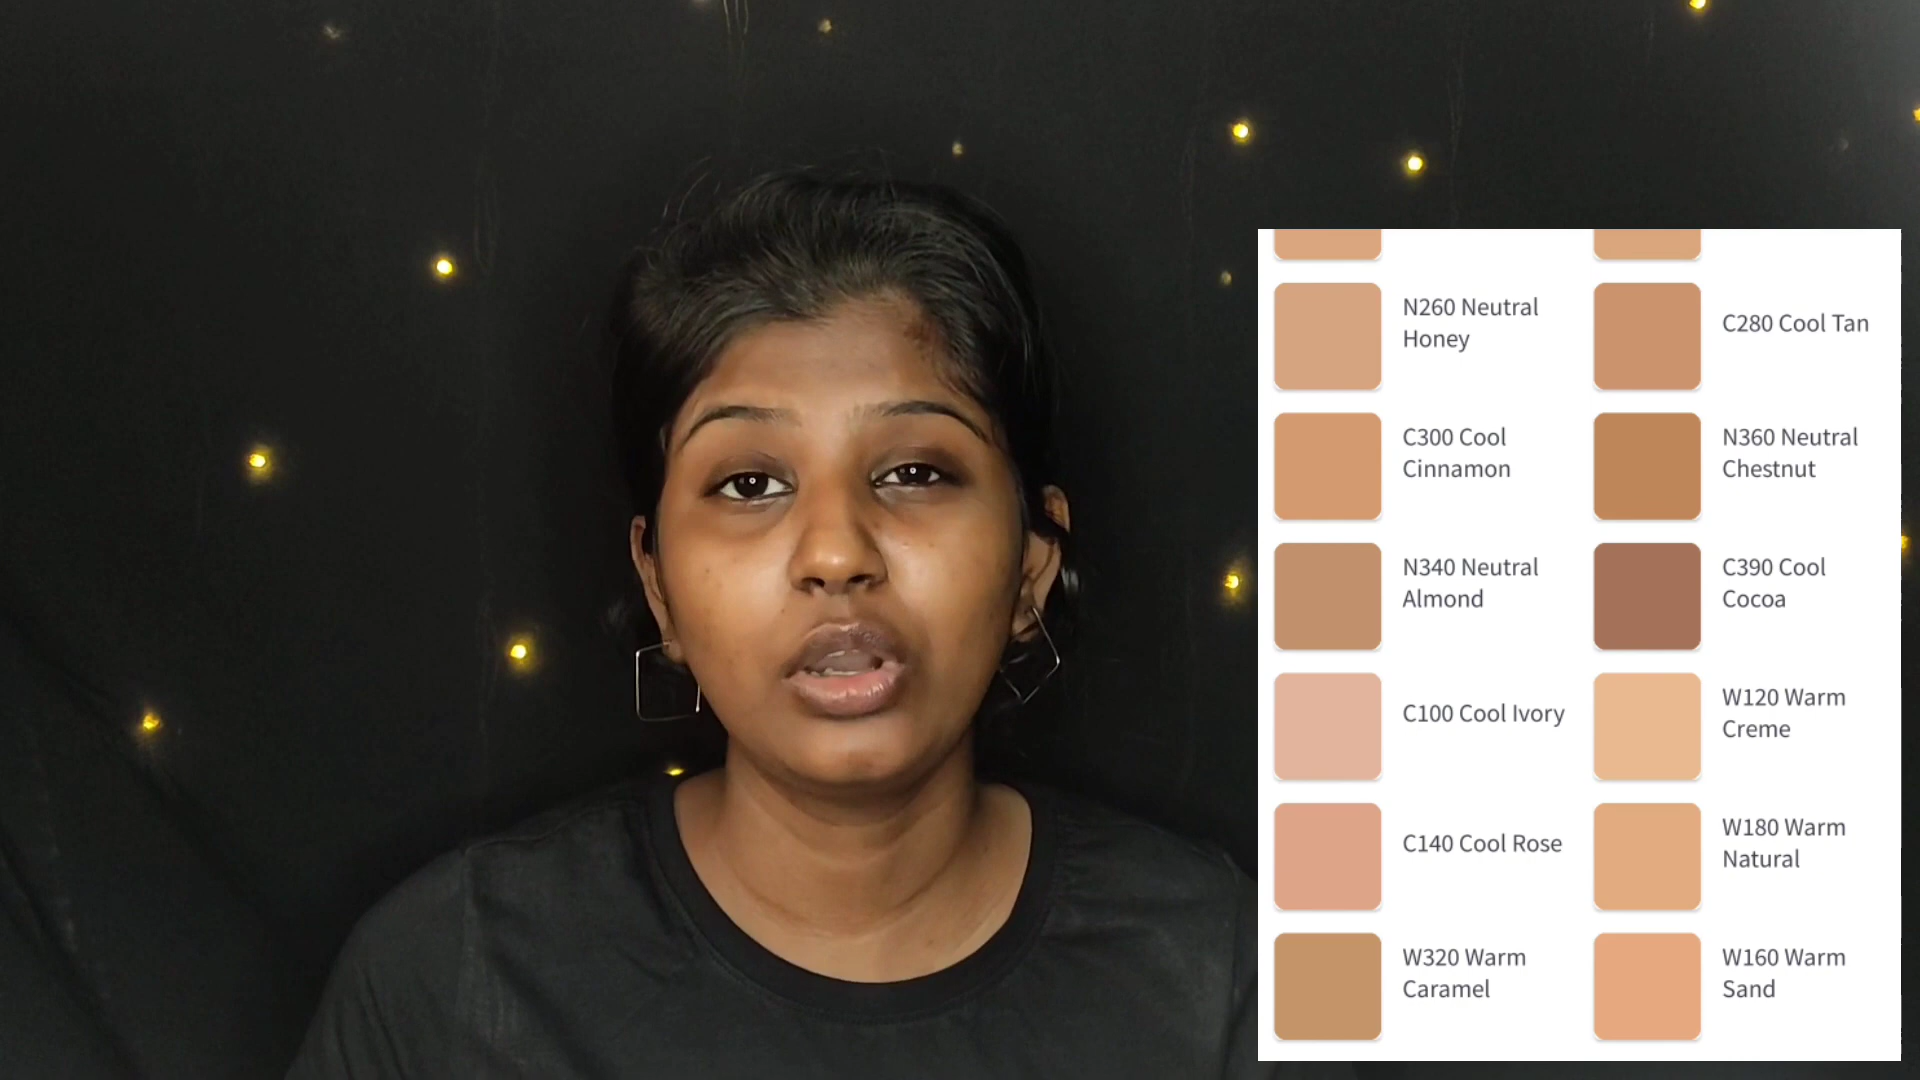 N260 Neutral
Honey
C280 Cool Tan
C300 Cool
Cinnamon
N360 Neutral
Chestnut
N340 Neutral
Almond
C390 Cool
Cocoa
C100 Cool Ivory
W120 Warm
Creme
C140 Cool Rose
W180 Warm
Natural
W320 Warm
Caramel
W160 Warm
Sand